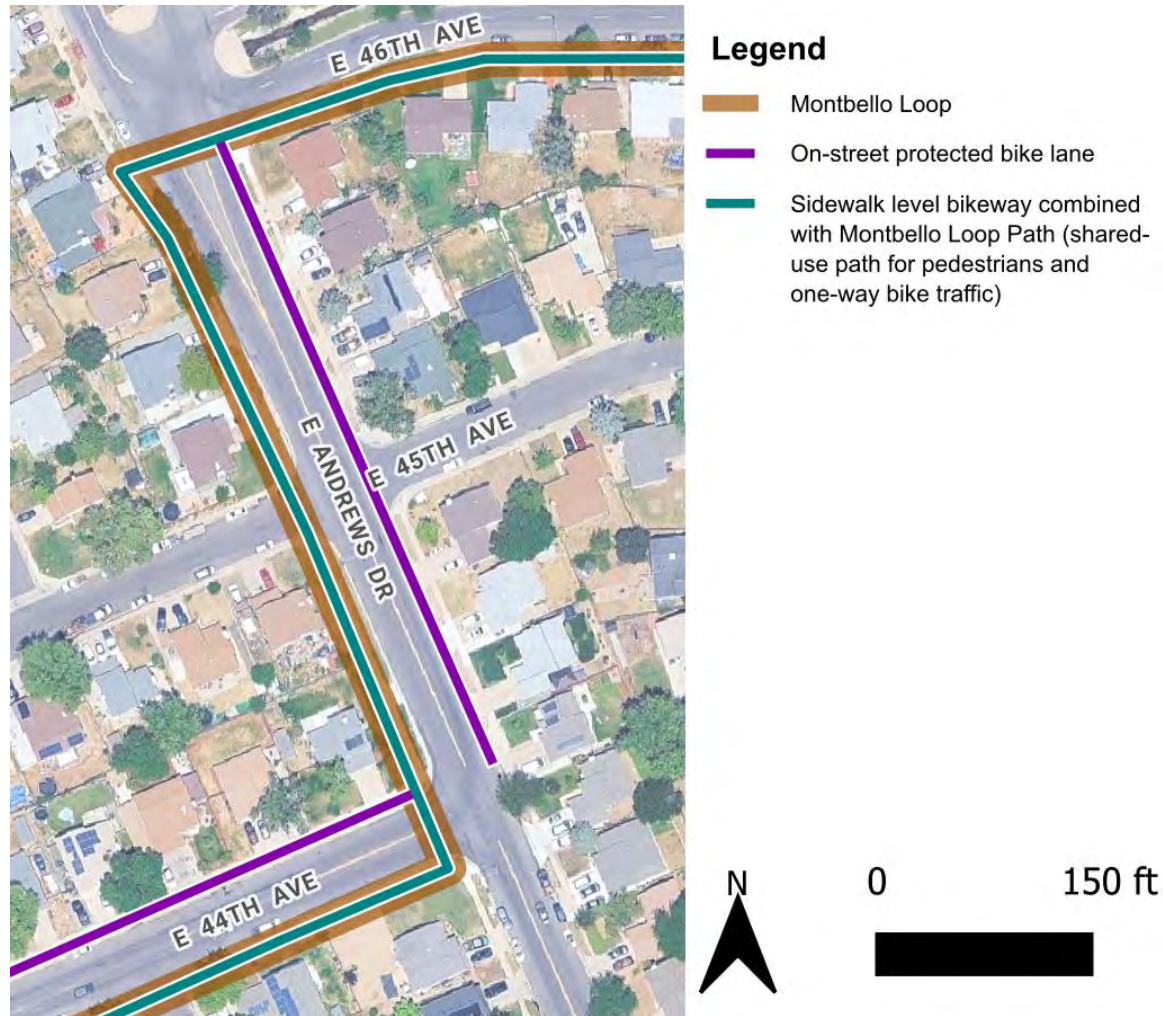 E 46TH AVE
E 45TH AVE
E ANDREWS DR
E 44TH AVE
Legend
Montbello Loop
On-street protected bike lane
Sidewalk level bikeway combined
with Montbello Loop Path (shared-
use path for pedestrians and
one-way bike traffic)
N
0 150 ft